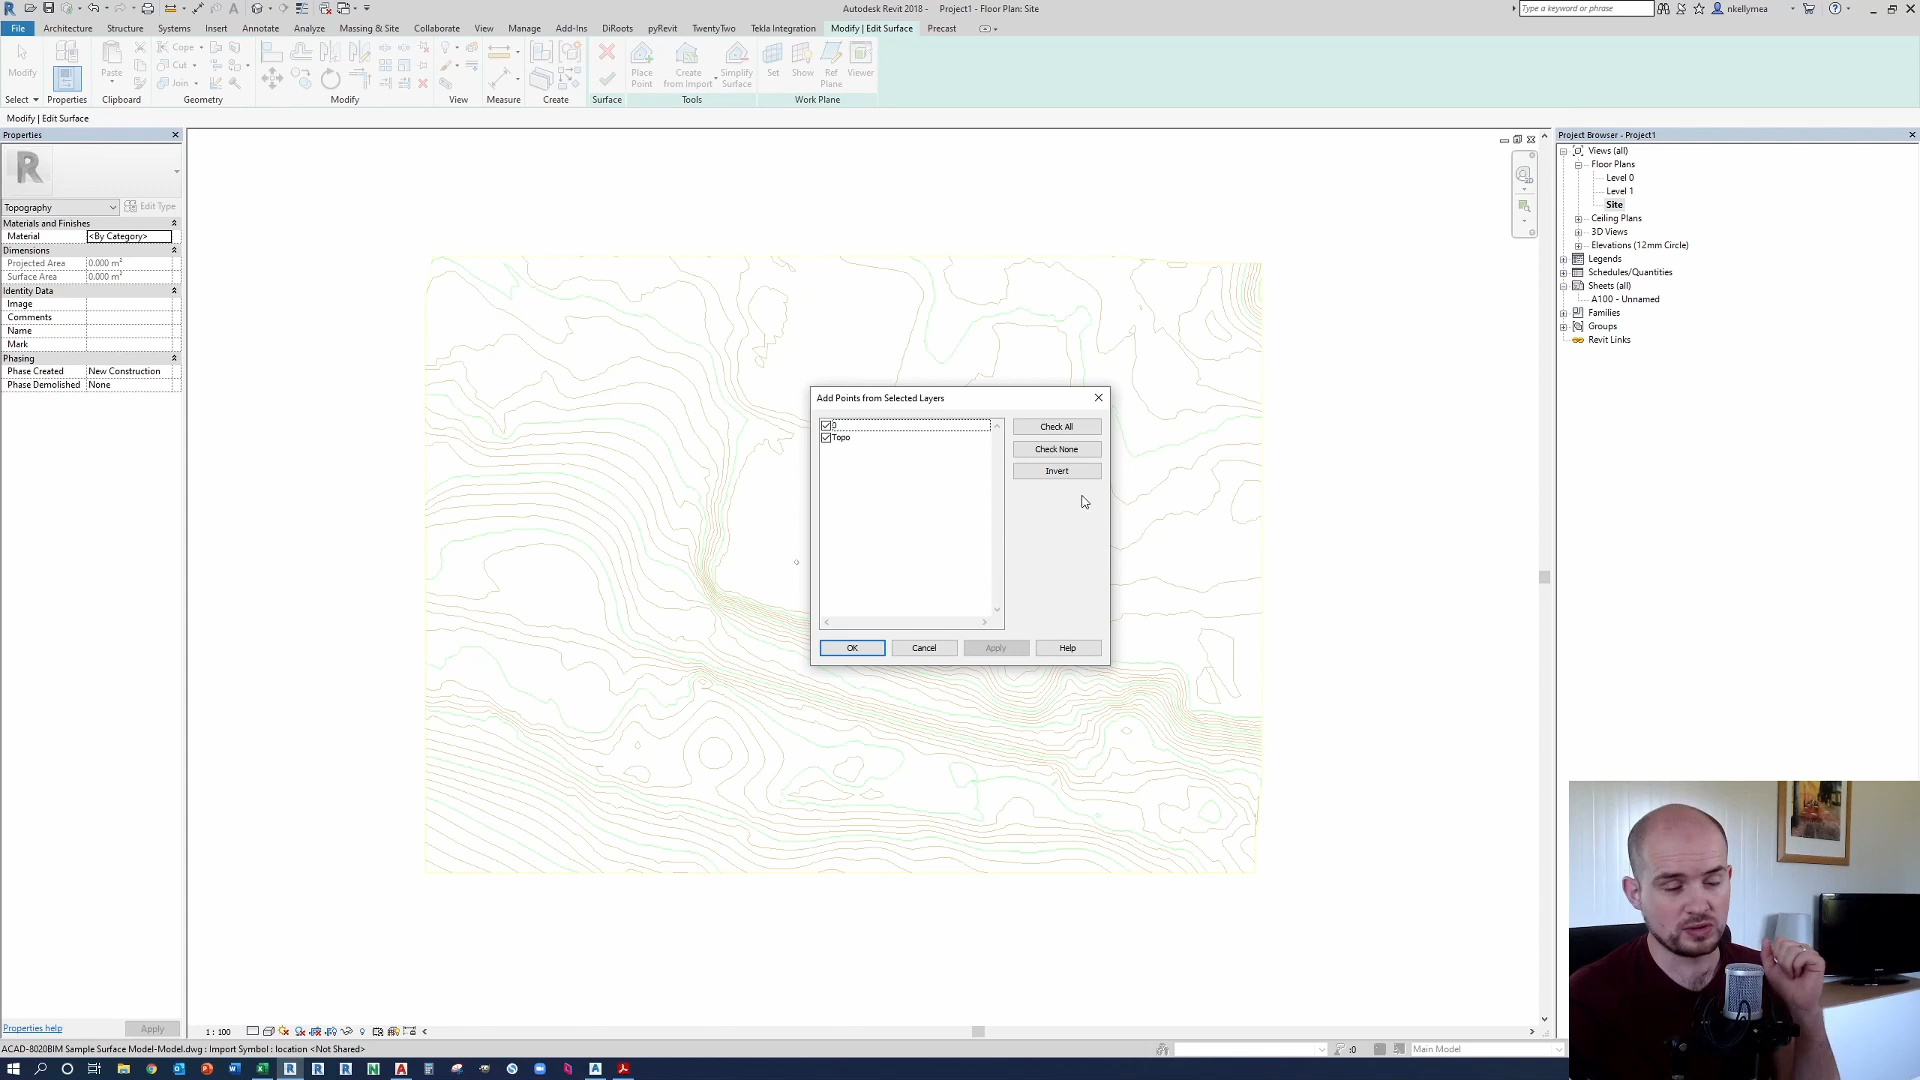 Autodesk Revit 2018 -    Project1 - Floor Plan: Site
Type a keyword or phrase
nkellymea
File Architecture Structure Systems Insert Annotate Analyze Massing & Site Collaborate View Manage Add-Ins DiRoots pyRevit TwentyTwo Tekla Integration Modify | Edit Surface Precast
Cope
Cut
Join
Modify
Paste
Place Point
Create from Import
Simplify Surface
Set
Show
Ref Plane
Viewer
Select Properties Clipboard Geometry Modify View Measure Create Surface Tools Work Plane
Modify | Edit Surface
Properties
Topography
Edit Type
Materials and Finishes
Material <By Category>
Dimensions
Projected Area 0.000 m²
Surface Area 0.000 m²
Identity Data
Image
Comments
Name
Mark
Phasing
Phase Created New Construction
Phase Demolished None
Properties help
Apply
Add Points from Selected Layers
0
Topo
Check All
Check None
Invert
OK
Cancel
Apply
Help
Project Browser - Project1
Views (all)
Floor Plans
Level 0
Level 1
Site
Ceiling Plans
3D Views
Elevations (12mm Circle)
Legends
Schedules/Quantities
Sheets (all)
A100 - Unnamed
Families
Groups
Revit Links
1 : 100
ACAD-8020BIM Sample Surface Model-Model.dwg : Import Symbol : location <Not Shared>
:0
Main Model